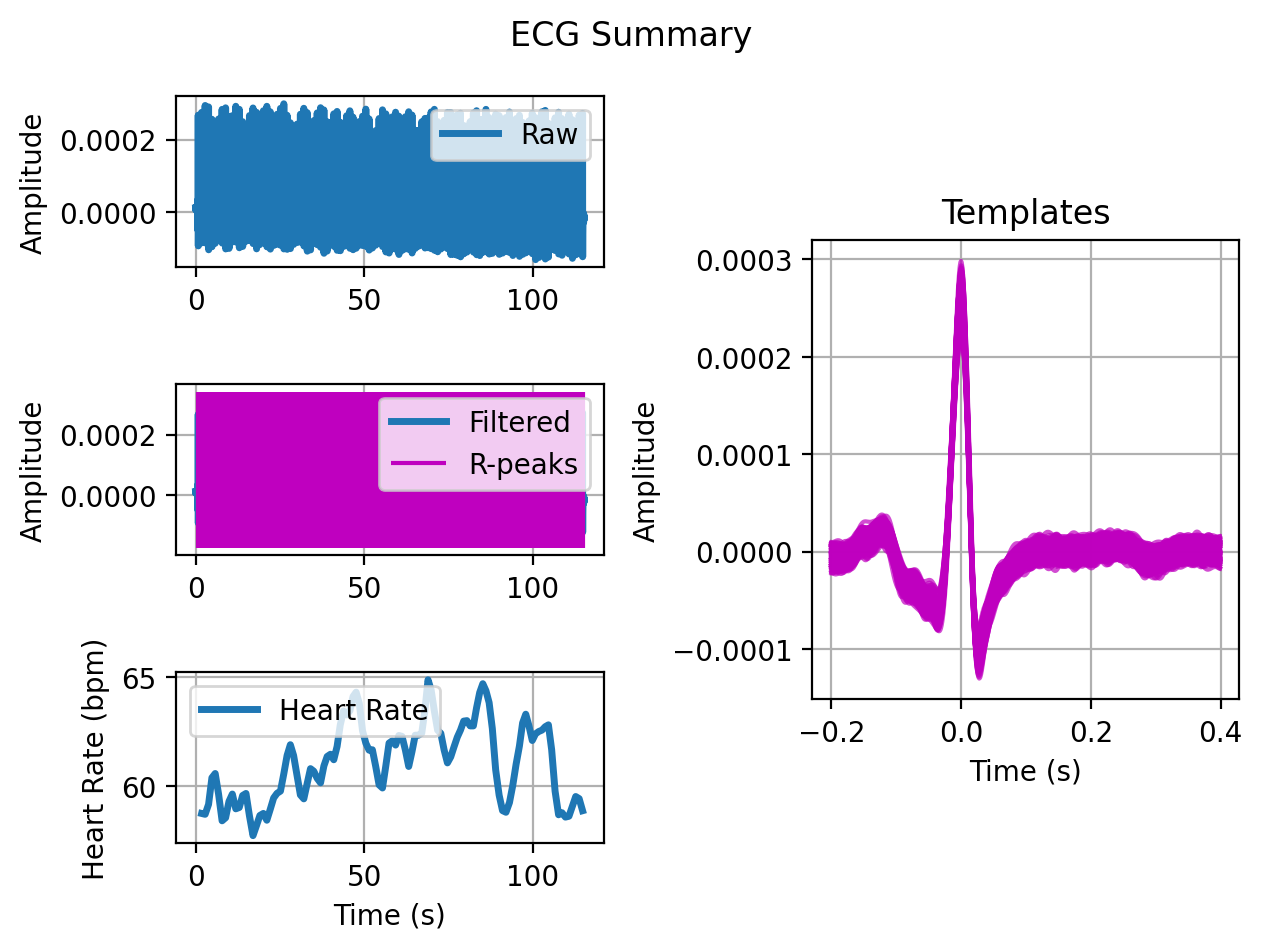 ECG Summary
Amplitude
0.0002
0.0000
Raw
0
50
100
Amplitude
0.0002
0.0000
Filtered
R-peaks
0
50
100
Heart Rate (bpm)
65
60
Heart Rate
0
50
100
Time (s)
Templates
Amplitude
0.0003
0.0002
0.0001
0.0000
−0.0001
−0.2
0.0
0.2
0.4
Time (s)